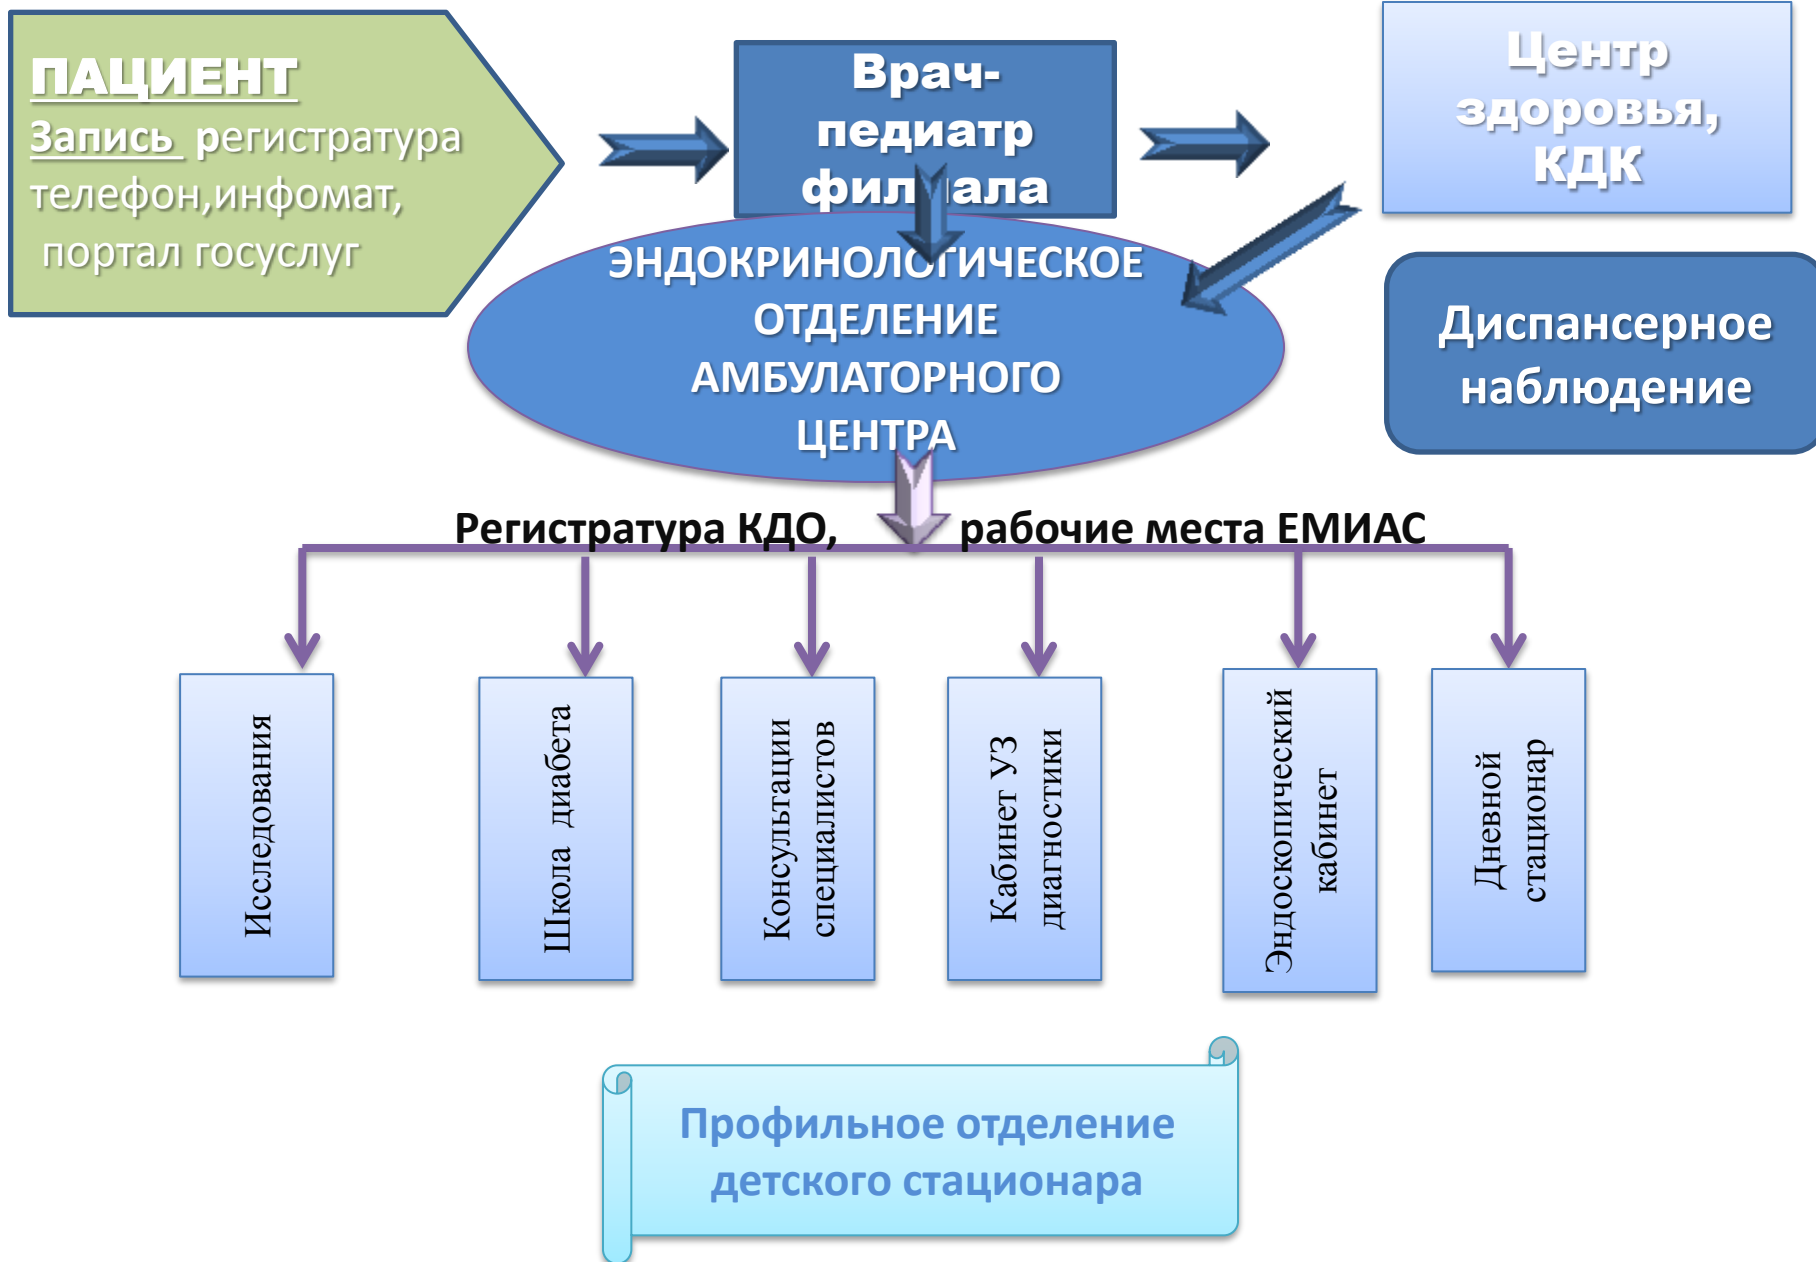 ПАЦИЕНТ
Запись регистратура
телефон,инфомат,
портал госуслуг
Врач-
педиатр
филиала
Центр
здоровья,
КДК
ЭНДОКРИНОЛОГИЧЕСКОЕ
ОТДЕЛЕНИЕ
АМБУЛАТОРНОГО
ЦЕНТРА
Диспансерное
наблюдение
Регистратура КДО, рабочие места ЕМИАС
Исследования
Школа диабета
Консультации
специалистов
Кабинет УЗ
диагностики
Эндоскопический
кабинет
Дневной
стационар
Профильное отделение
детского стационара